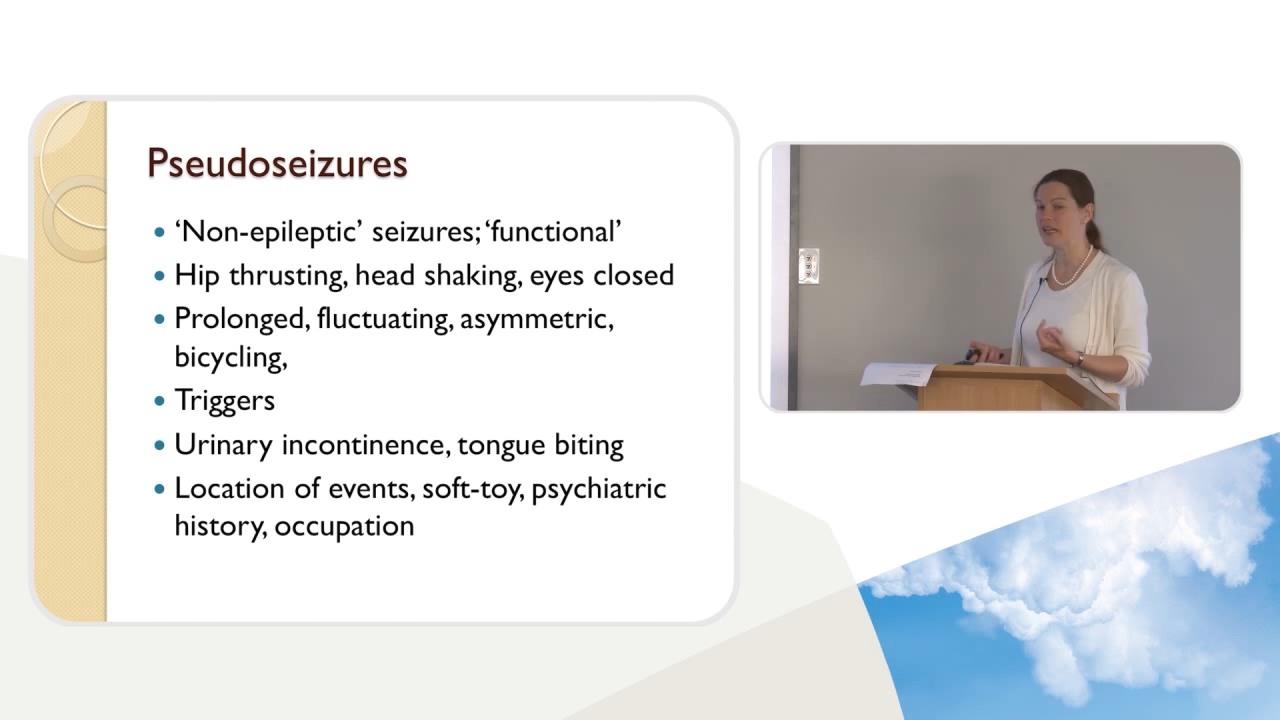 Pseudoseizures
• ‘Non-epileptic’ seizures; ‘functional’
• Hip thrusting, head shaking, eyes closed
• Prolonged, fluctuating, asymmetric,
bicycling,
• Triggers
• Urinary incontinence, tongue biting
• Location of events, soft-toy, psychiatric
history, occupation